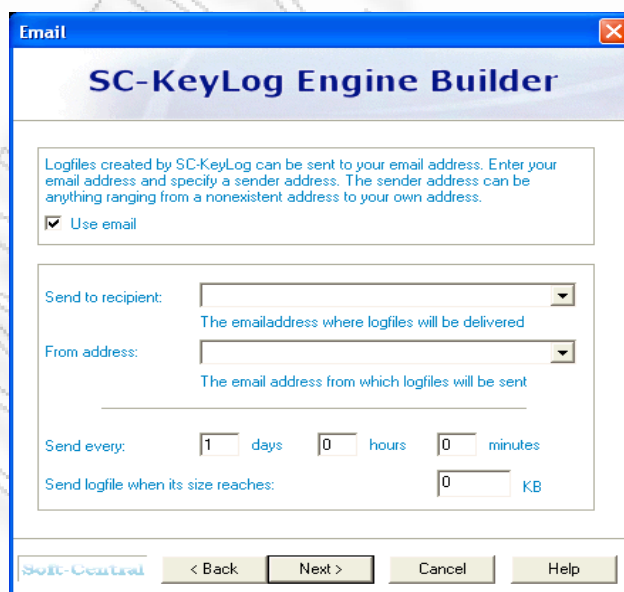 Email
SC-KeyLog Engine Builder
Logfiles created by SC-KeyLog can be sent to your email address. Enter your
email address and specify a sender address. The sender address can be
anything ranging from a nonexistent address to your own address.
Use email
Send to recipient:
The emailaddress where logfiles will be delivered
From address:
The email address from which logfiles will be sent
Send every: 1 days 0 hours 0 minutes
Send logfile when its size reaches: 0 KB
Soft-Central < Back Next > Cancel Help